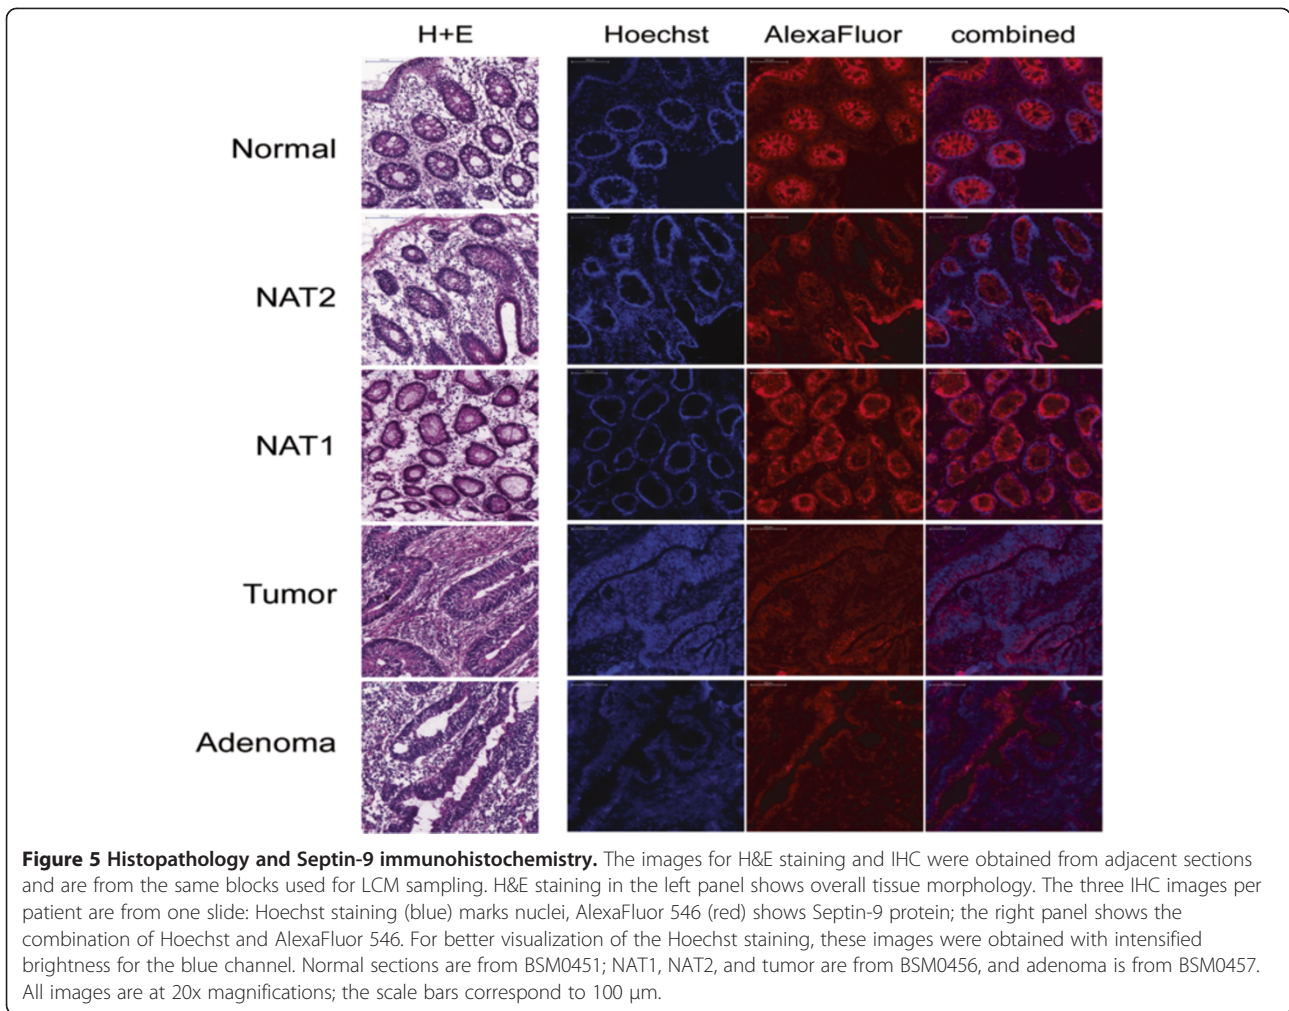 H+E Hoechst AlexaFluor combined
Normal
NAT2
NAT1
Tumor
Adenoma
Figure 5 Histopathology and Septin-9 immunohistochemistry. The images for H&E staining and IHC were obtained from adjacent sections
and are from the same blocks used for LCM sampling. H&E staining in the left panel shows overall tissue morphology. The three IHC images per
patient are from one slide: Hoechst staining (blue) marks nuclei, AlexaFluor 546 (red) shows Septin-9 protein; the right panel shows the
combination of Hoechst and AlexaFluor 546. For better visualization of the Hoechst staining, these images were obtained with intensified
brightness for the blue channel. Normal sections are from BSM0451; NAT1, NAT2, and tumor are from BSM0456, and adenoma is from BSM0457.
All images are at 20x magnifications; the scale bars correspond to 100 μm.